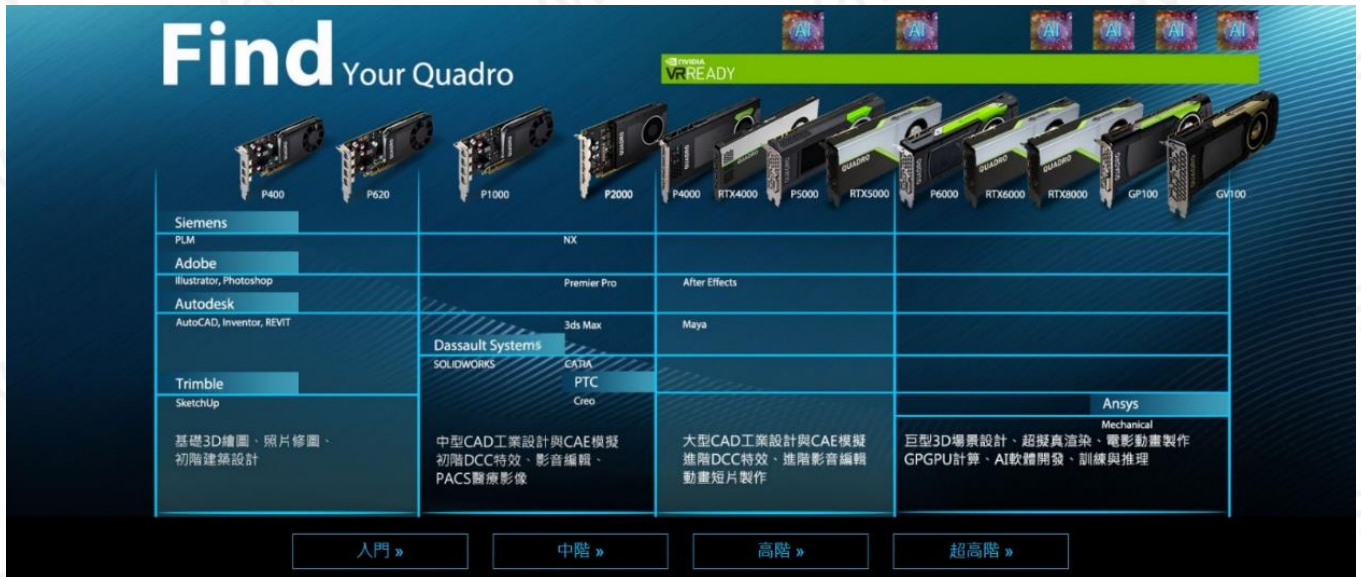 Find Your Quadro
AI AI AI AI AI AI
NVIDIA
VR READY
P400 P620 P1000 P2000 P4000 RTX4000 P5000 RTX5000 P6000 RTX6000 RTX8000 GP100 GV100
Siemens
PLM NX
Adobe
Illustrator, Photoshop Premier Pro After Effects
Autodesk
AutoCAD, Inventor, REVIT 3ds Max Maya
Dassault Systems
SOLIDWORKS CATIA
Trimble PTC
SketchUp Creo
Ansys
Mechanical
基礎3D繪圖、照片修圖、
初階建築設計
中型CAD工業設計與CAE模擬
初階DCC特效、影音編輯、
PACS醫療影像
大型CAD工業設計與CAE模擬
進階DCC特效、進階影音編輯
動畫短片製作
巨型3D場景設計、超擬真渲染、電影動畫製作
GPGPU計算、AI軟體開發、訓練與推理
入門 »
中階 »
高階 »
超高階 »